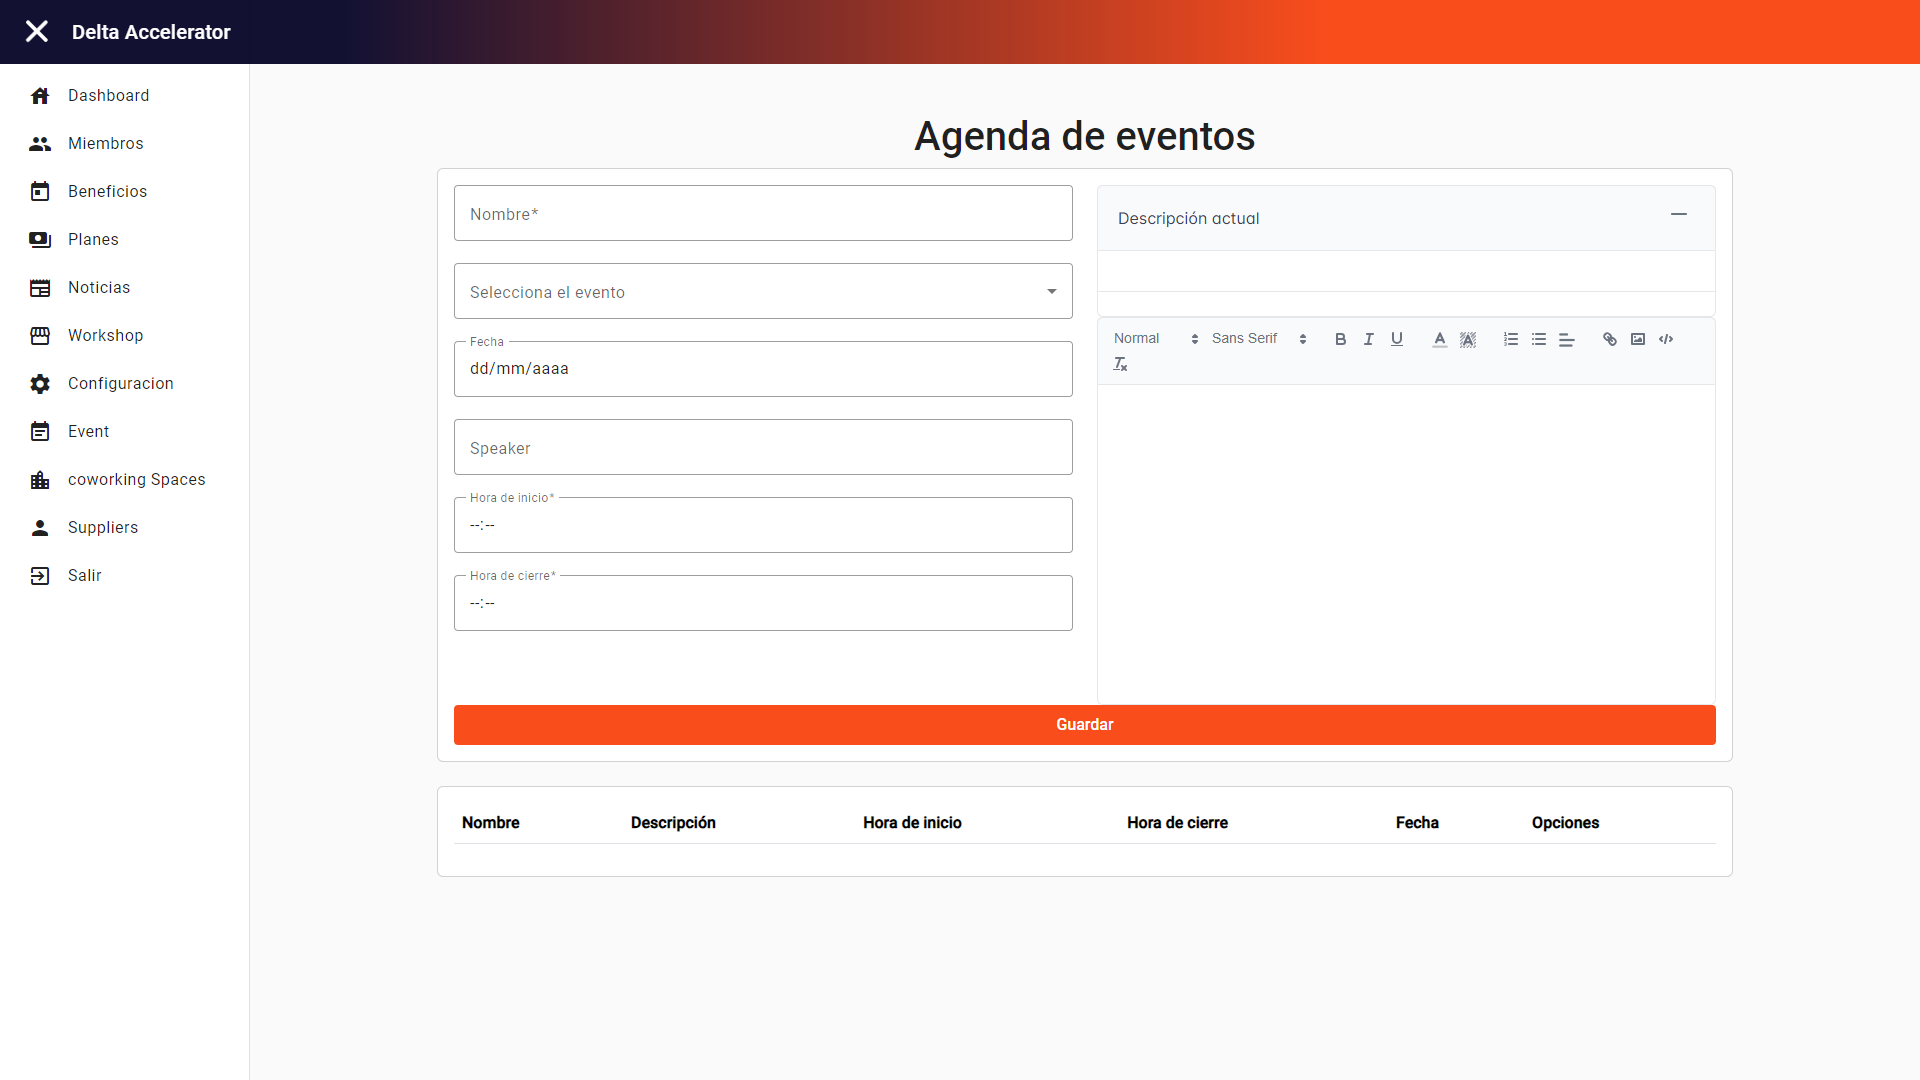 Delta Accelerator
Dashboard
Miembros
Beneficios
Planes
Noticias
Workshop
Configuracion
Event
coworking Spaces
Suppliers
Salir
Agenda de eventos
Nombre*
Selecciona el evento
Fecha
dd/mm/aaaa
Speaker
Hora de inicio*
--:--
Hora de cierre*
--:--
Descripción actual
Normal Sans Serif
Guardar
Nombre Descripción Hora de inicio Hora de cierre Fecha Opciones